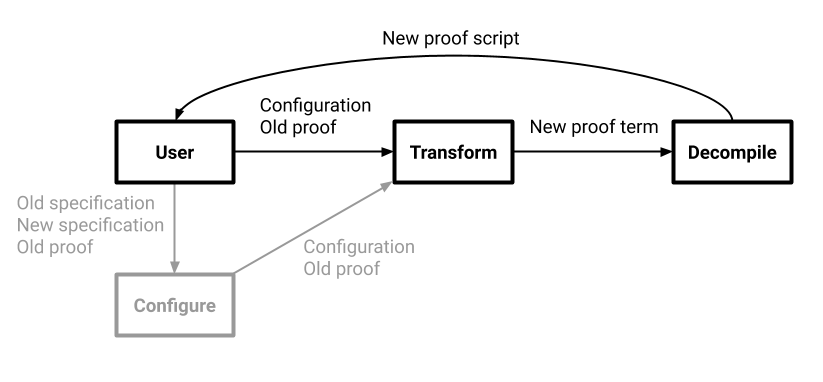 New proof script
Configuration
Old proof
New proof term
User
Transform
Decompile
Old specification
New specification
Old proof
Configuration
Old proof
Configure